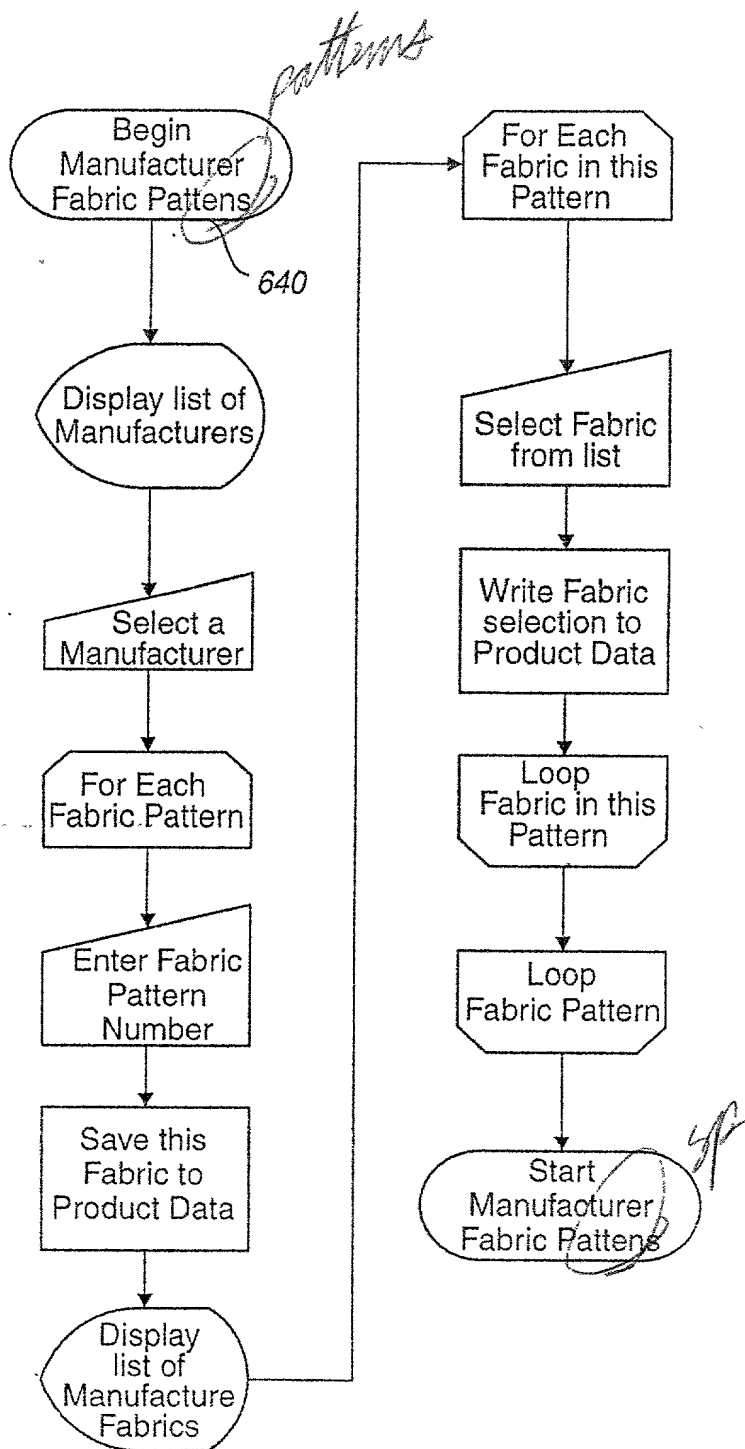 patterns
Begin
Manufacturer
Fabric Pattens
640
Display list of
Manufacturers
Select a
Manufacturer
For Each
Fabric Pattern
Enter Fabric
Pattern
Number
Save this
Fabric to
Product Data
Display
list of
Manufacture
Fabrics
For Each
Fabric in this
Pattern
Select Fabric
from list
Write Fabric
selection to
Product Data
Loop
Fabric in this
Pattern
Loop
Fabric Pattern
sp
Start
Manufacturer
Fabric Pattens